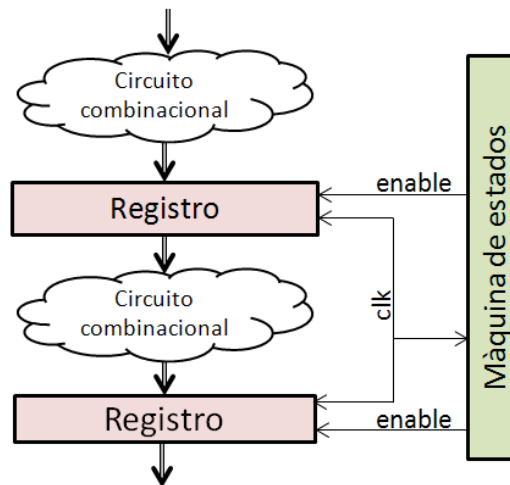 Circuito
combinacional
enable
Registro
Circuito
combinacional
clk
Registro
enable
Màquina de estados